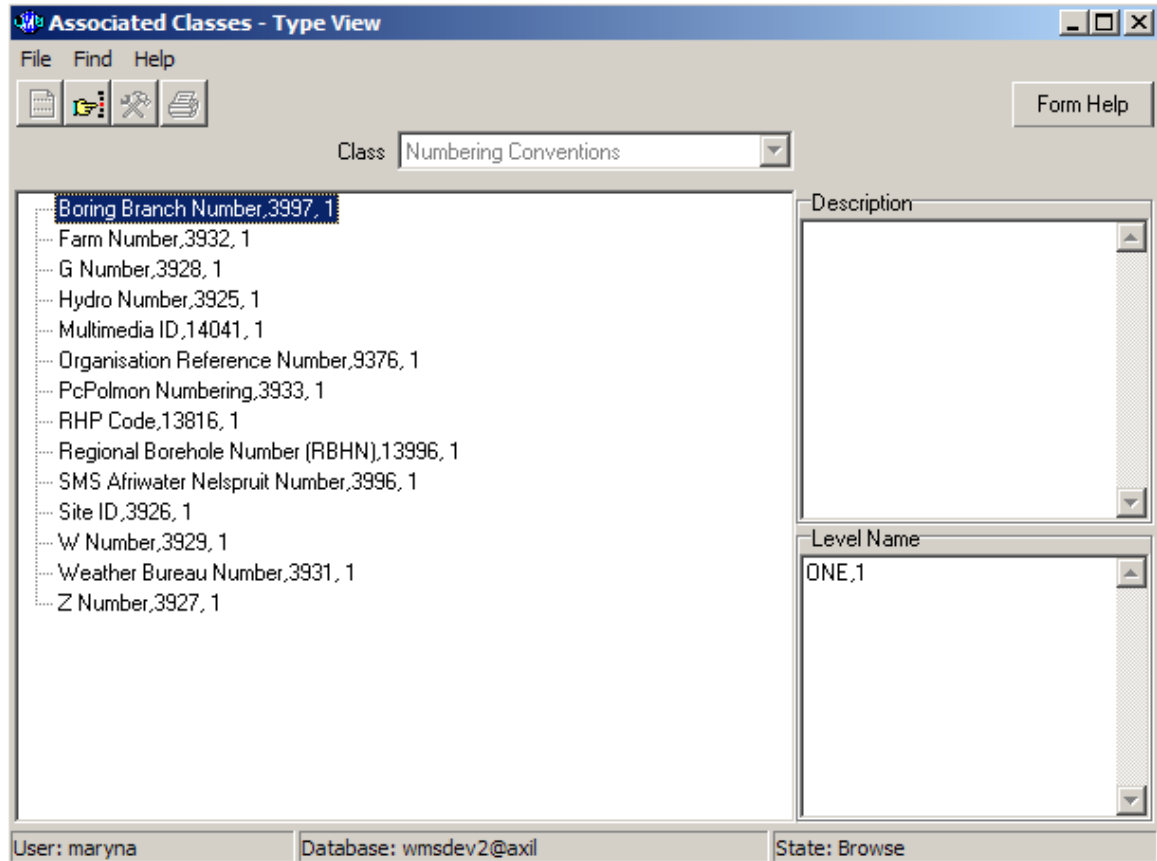 Associated Classes - Type View
File Find Help
Form Help
Class Numbering Conventions
Boring Branch Number,3997, 1
Farm Number,3932, 1
G Number,3928, 1
Hydro Number,3925, 1
Multimedia ID,14041, 1
Organisation Reference Number,9376, 1
PcPolmon Numbering,3933, 1
RHP Code,13816, 1
Regional Borehole Number (RBHN),13996, 1
SMS Afriwater Nelspruit Number,3996, 1
Site ID,3926, 1
W Number,3929, 1
Weather Bureau Number,3931, 1
Z Number,3927, 1
Description
Level Name
ONE,1
User: maryna Database: wmsdev2@axil State: Browse